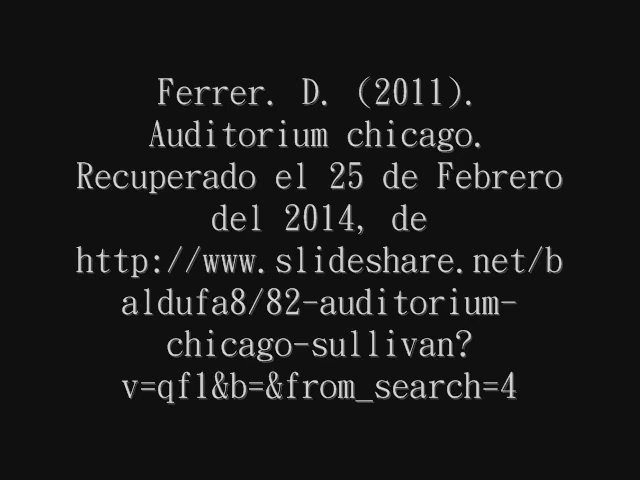 Ferrer. D. (2011).
Auditorium chicago.
Recuperado el 25 de Febrero
del 2014, de
http://www.slideshare.net/b
aldufa8/82-auditorium-
chicago-sullivan?
v=qf1&b=&from_search=4